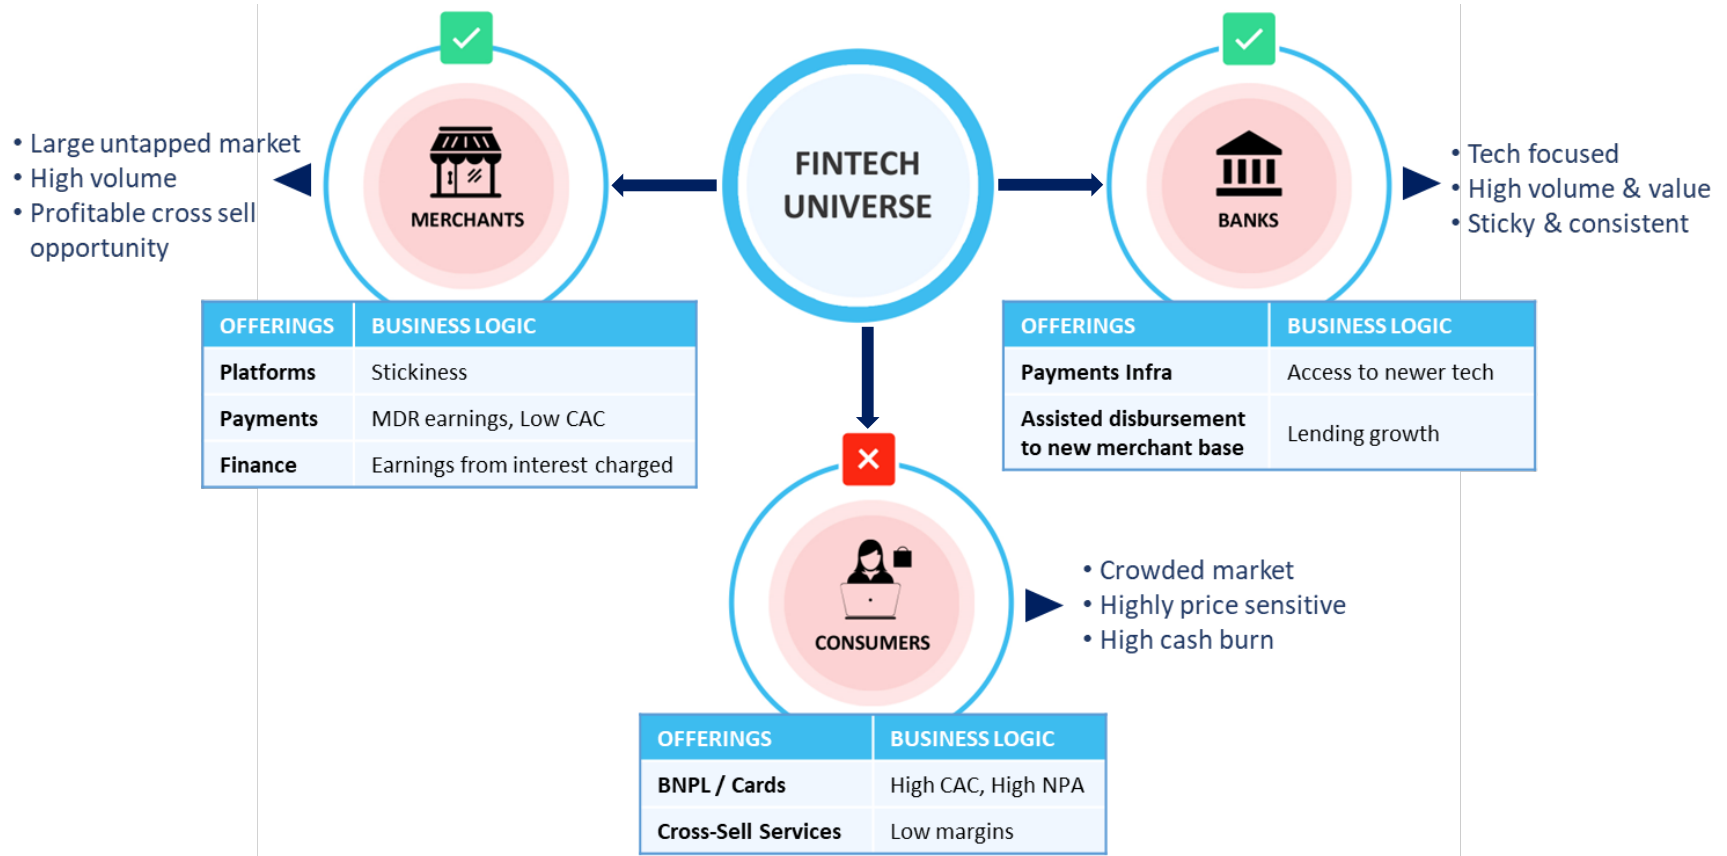 • Large untapped market
• High volume
• Profitable cross sell
opportunity
MERCHANTS
FINTECH
UNIVERSE
BANKS
• Tech focused
• High volume & value
• Sticky & consistent
OFFERINGS BUSINESS LOGIC
Platforms Stickiness
Payments MDR earnings, Low CAC
Finance Earnings from interest charged
OFFERINGS BUSINESS LOGIC
Payments Infra Access to newer tech
Assisted disbursement
to new merchant base Lending growth
CONSUMERS
• Crowded market
• Highly price sensitive
• High cash burn
OFFERINGS BUSINESS LOGIC
BNPL / Cards High CAC, High NPA
Cross-Sell Services Low margins